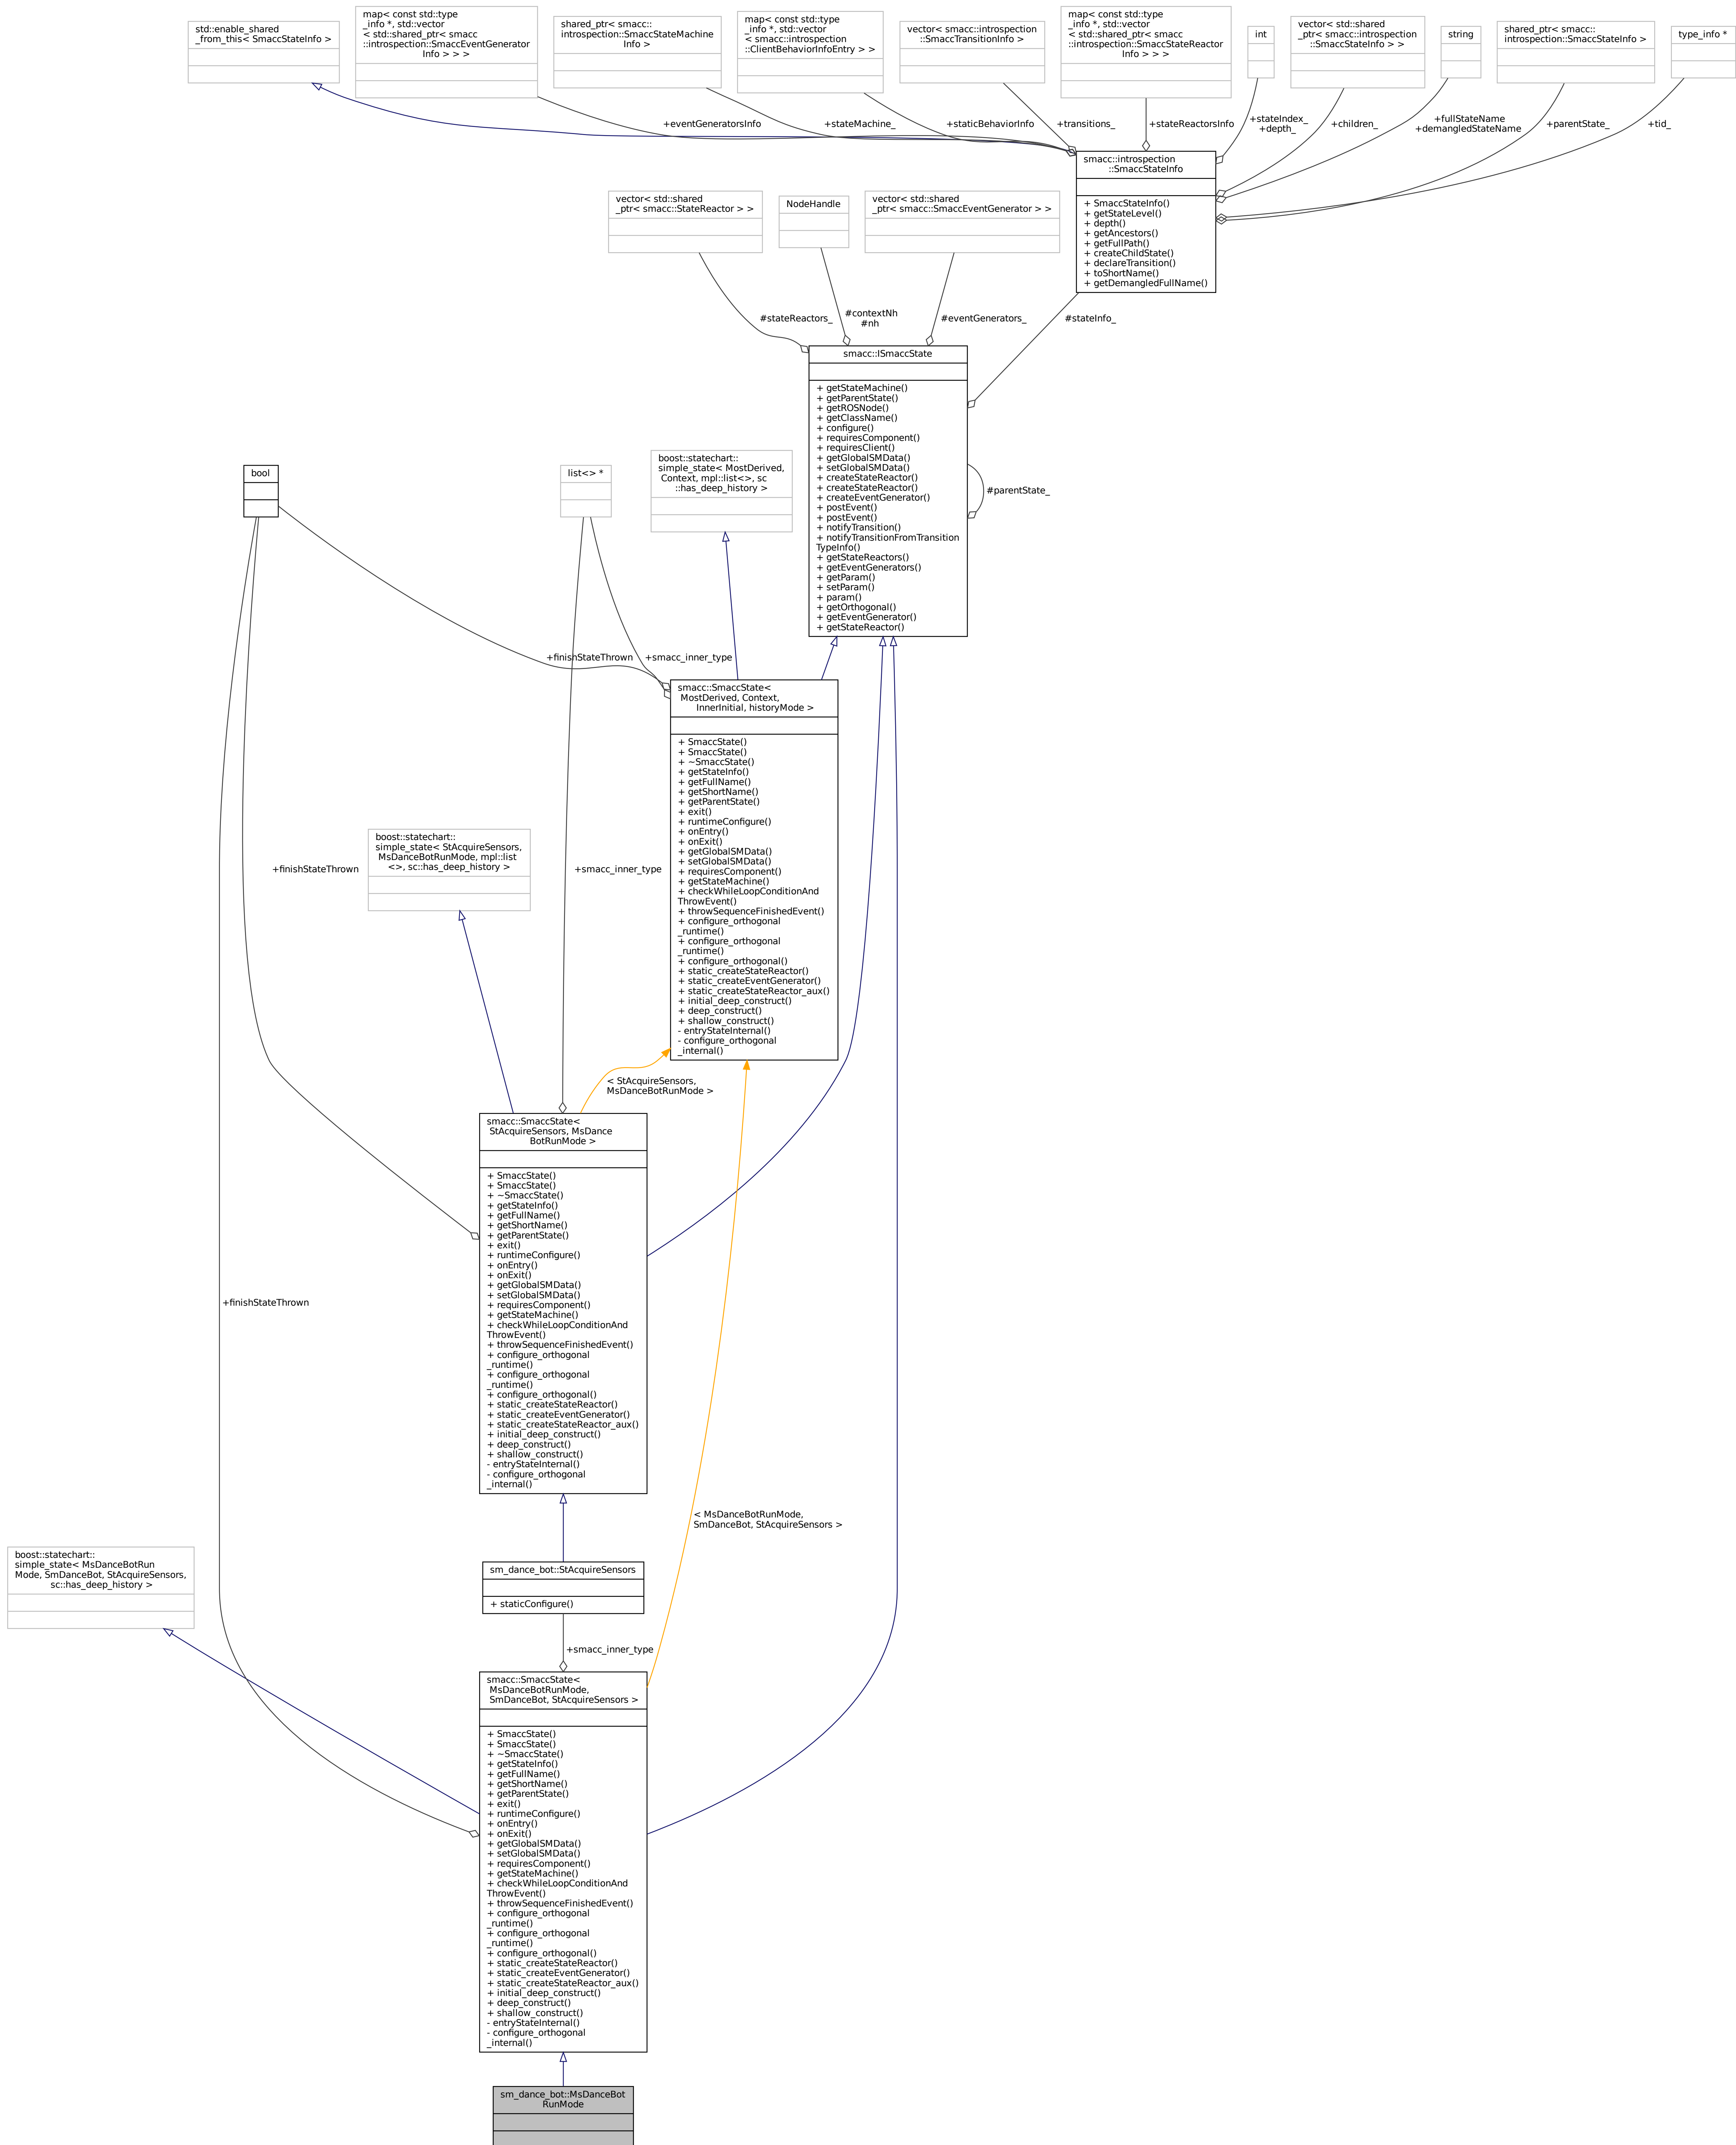 std::enable_shared
_from_this< SmaccStateInfo >
map< const std::type
_info *, std::vector
< std::shared_ptr< smacc
::introspection::SmaccEventGenerator
Info > > >
shared_ptr< smacc::
introspection::SmaccStateMachine
Info >
map< const std::type
_info *, std::vector
< smacc::introspection
::ClientBehaviorInfoEntry > >
vector< smacc::introspection
::SmaccTransitionInfo >
map< const std::type
_info *, std::vector
< std::shared_ptr< smacc
::introspection::SmaccStateReactor
Info > > >
int
vector< std::shared
_ptr< smacc::introspection
::SmaccStateInfo > >
string
shared_ptr< smacc::
introspection::SmaccStateInfo >
type_info *
+eventGeneratorsInfo
+stateMachine_
+staticBehaviorInfo
+transitions_
+stateReactorsInfo
+stateIndex_
+depth_
+children_
+fullStateName
+demangledStateName
+parentState_
+tid_
smacc::introspection
::SmaccStateInfo
+ SmaccStateInfo()
+ getStateLevel()
+ depth()
+ getAncestors()
+ getFullPath()
+ createChildState()
+ declareTransition()
+ toShortName()
+ getDemangledFullName()
vector< std::shared
_ptr< smacc::StateReactor > >
NodeHandle
vector< std::shared
_ptr< smacc::SmaccEventGenerator > >
#stateReactors_
#contextNh
#nh
#eventGenerators_
#stateInfo_
smacc::ISmaccState
+ getStateMachine()
+ getParentState()
+ getROSNode()
+ getClassName()
+ configure()
+ requiresComponent()
+ requiresClient()
+ getGlobalSMData()
+ setGlobalSMData()
+ createStateReactor()
+ createStateReactor()
+ createEventGenerator()
+ postEvent()
+ postEvent()
+ notifyTransition()
+ notifyTransitionFromTransition
TypeInfo()
+ getStateReactors()
+ getEventGenerators()
+ getParam()
+ setParam()
+ param()
+ getOrthogonal()
+ getEventGenerator()
+ getStateReactor()
#parentState_
bool
list<> *
boost::statechart::
simple_state< MostDerived,
Context, mpl::list<>, sc
::has_deep_history >
+finishStateThrown
+smacc_inner_type
smacc::SmaccState<
MostDerived, Context,
InnerInitial, historyMode >
+ SmaccState()
+ SmaccState()
+ ~SmaccState()
+ getStateInfo()
+ getFullName()
+ getShortName()
+ getParentState()
+ exit()
+ runtimeConfigure()
+ onEntry()
+ onExit()
+ getGlobalSMData()
+ setGlobalSMData()
+ requiresComponent()
+ getStateMachine()
+ checkWhileLoopConditionAnd
ThrowEvent()
+ throwSequenceFinishedEvent()
+ configure_orthogonal
_runtime()
+ configure_orthogonal
_runtime()
+ configure_orthogonal()
+ static_createStateReactor()
+ static_createEventGenerator()
+ static_createStateReactor_aux()
+ initial_deep_construct()
+ deep_construct()
+ shallow_construct()
- entryStateInternal()
- configure_orthogonal
_internal()
boost::statechart::
simple_state< StAcquireSensors,
MsDanceBotRunMode, mpl::list
<>, sc::has_deep_history >
+finishStateThrown
+smacc_inner_type
< StAcquireSensors,
MsDanceBotRunMode >
smacc::SmaccState<
StAcquireSensors, MsDance
BotRunMode >
+ SmaccState()
+ SmaccState()
+ ~SmaccState()
+ getStateInfo()
+ getFullName()
+ getShortName()
+ getParentState()
+ exit()
+ runtimeConfigure()
+ onEntry()
+ onExit()
+ getGlobalSMData()
+ setGlobalSMData()
+ requiresComponent()
+ getStateMachine()
+ checkWhileLoopConditionAnd
ThrowEvent()
+ throwSequenceFinishedEvent()
+ configure_orthogonal
_runtime()
+ configure_orthogonal
_runtime()
+ configure_orthogonal()
+ static_createStateReactor()
+ static_createEventGenerator()
+ static_createStateReactor_aux()
+ initial_deep_construct()
+ deep_construct()
+ shallow_construct()
- entryStateInternal()
- configure_orthogonal
_internal()
+finishStateThrown
< MsDanceBotRunMode,
SmDanceBot, StAcquireSensors >
boost::statechart::
simple_state< MsDanceBotRun
Mode, SmDanceBot, StAcquireSensors,
sc::has_deep_history >
sm_dance_bot::StAcquireSensors
+ staticConfigure()
+smacc_inner_type
smacc::SmaccState<
MsDanceBotRunMode,
SmDanceBot, StAcquireSensors >
+ SmaccState()
+ SmaccState()
+ ~SmaccState()
+ getStateInfo()
+ getFullName()
+ getShortName()
+ getParentState()
+ exit()
+ runtimeConfigure()
+ onEntry()
+ onExit()
+ getGlobalSMData()
+ setGlobalSMData()
+ requiresComponent()
+ getStateMachine()
+ checkWhileLoopConditionAnd
ThrowEvent()
+ throwSequenceFinishedEvent()
+ configure_orthogonal
_runtime()
+ configure_orthogonal
_runtime()
+ configure_orthogonal()
+ static_createStateReactor()
+ static_createEventGenerator()
+ static_createStateReactor_aux()
+ initial_deep_construct()
+ deep_construct()
+ shallow_construct()
- entryStateInternal()
- configure_orthogonal
_internal()
sm_dance_bot::MsDanceBot
RunMode